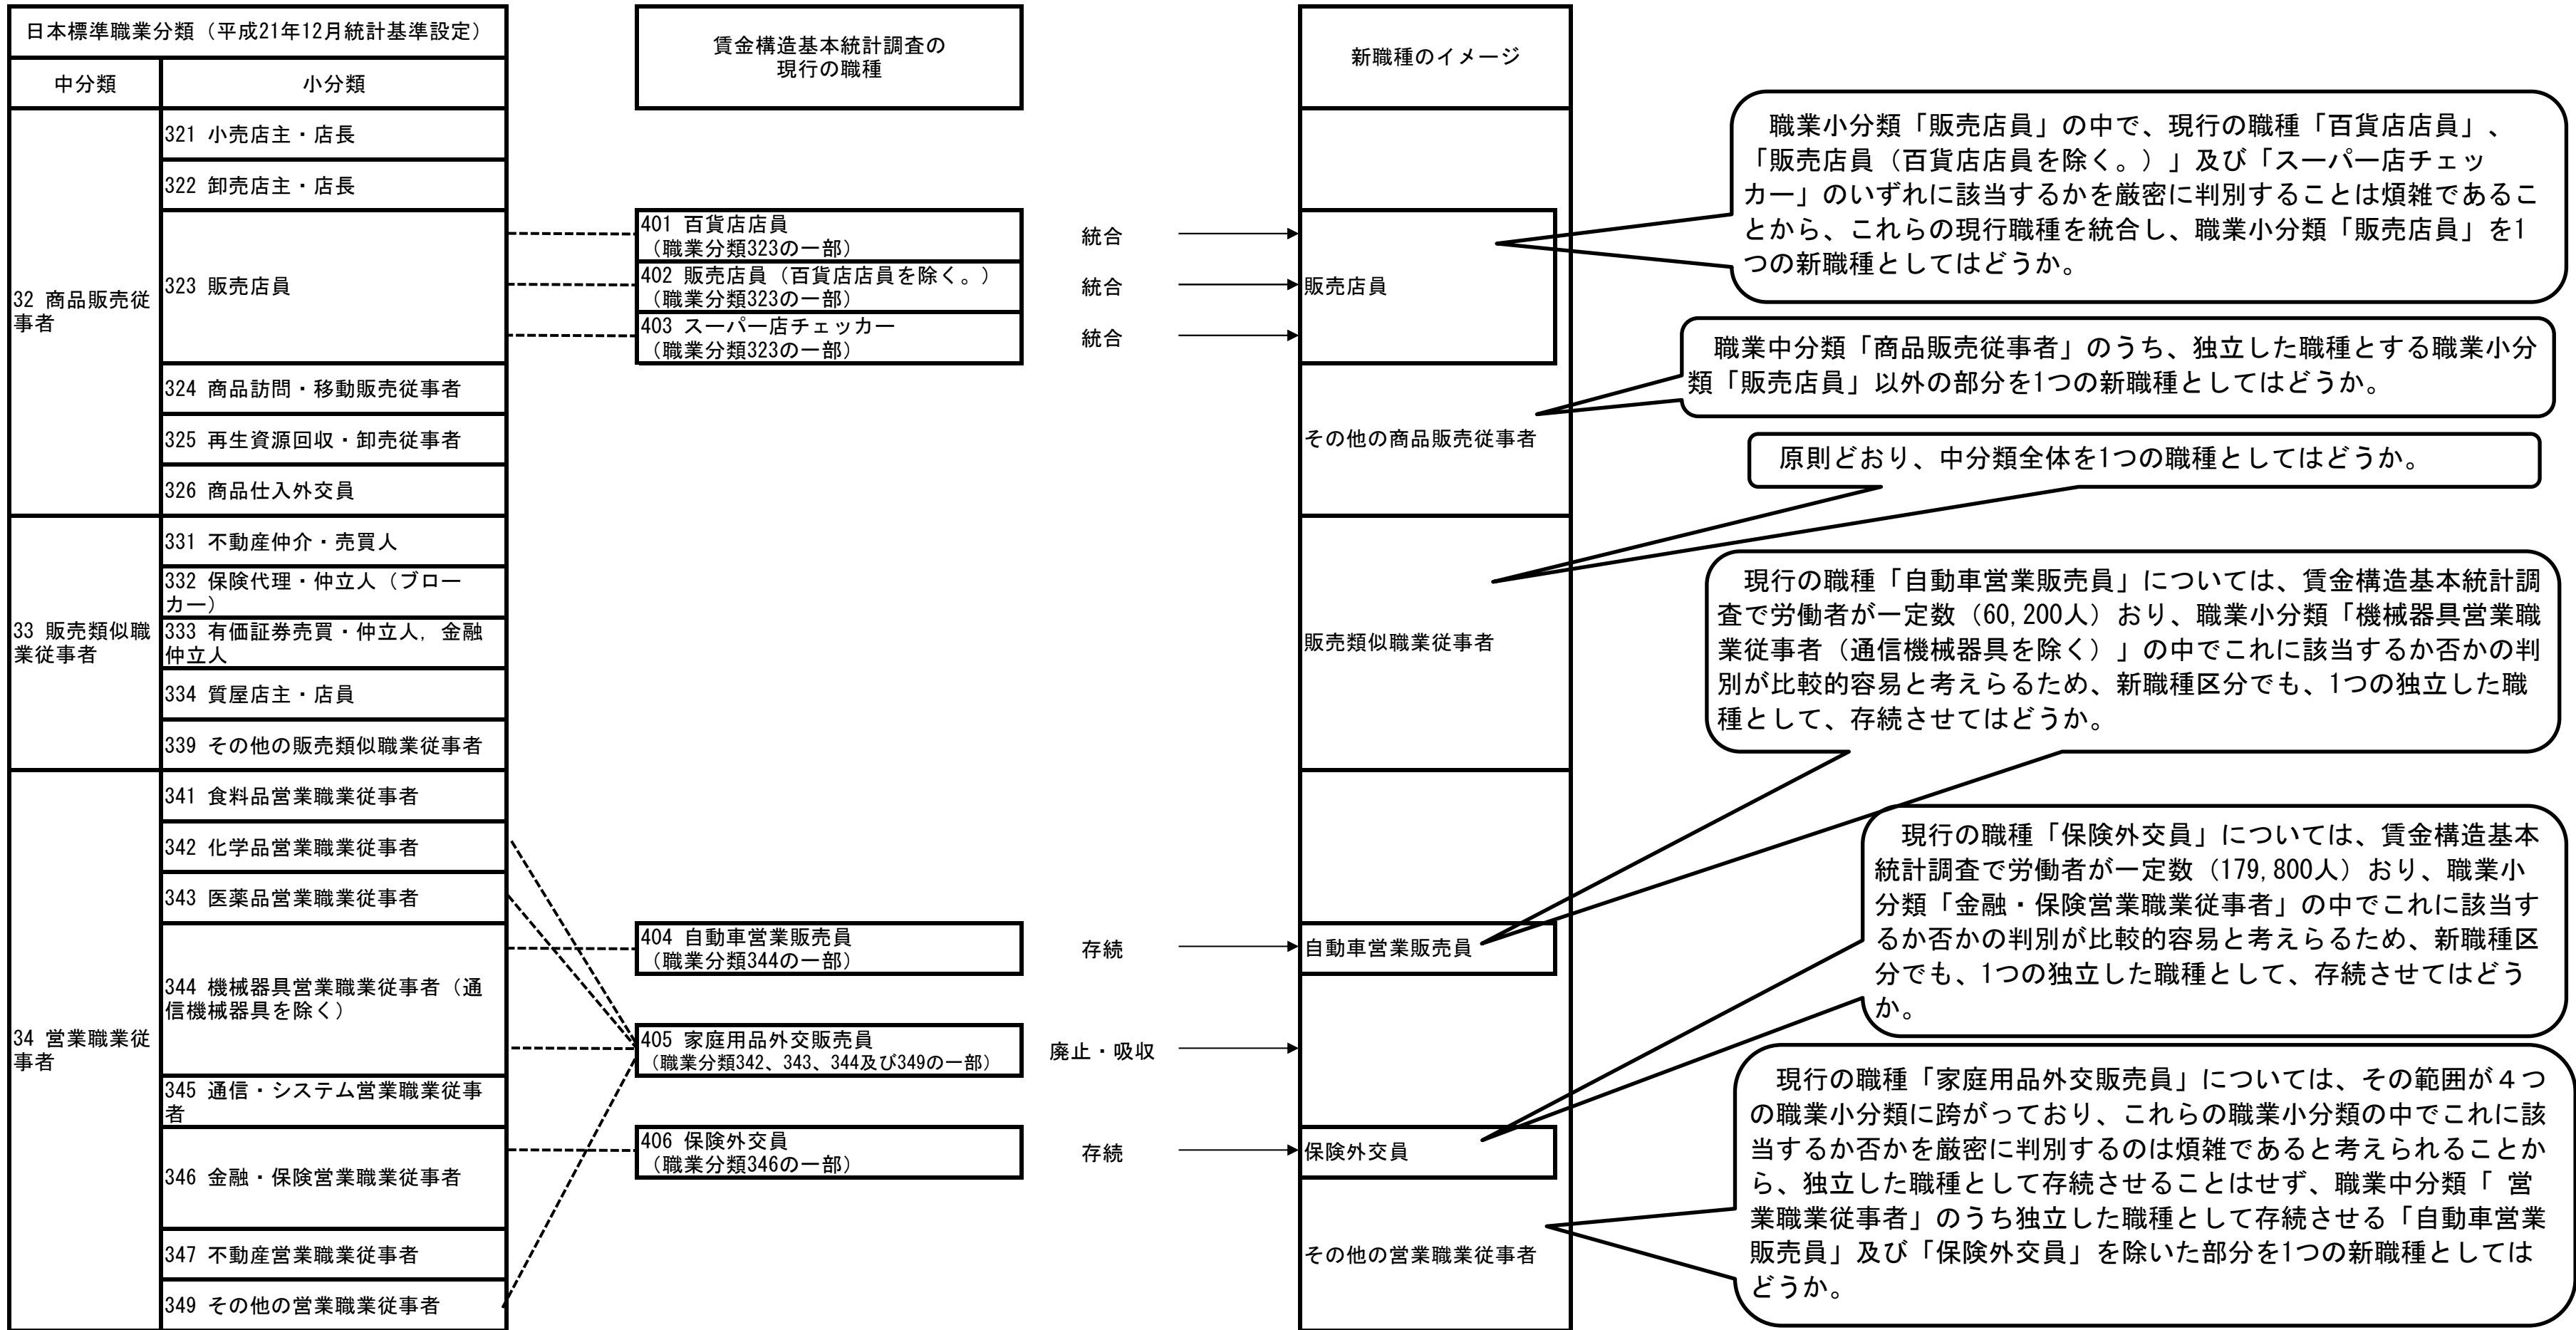 日本標準職業分類（平成21年12月統計基準設定）
中分類
小分類
賃金構造基本統計調査の
現行の職種
新職種のイメージ
32 商品販売従
事者
321 小売店主・店長
322 卸売店主・店長
323 販売店員
324 商品訪問・移動販売従事者
325 再生資源回収・卸売従事者
326 商品仕入外交員
33 販売類似職
業従事者
331 不動産仲介・売買人
332 保険代理・仲立人（ブロー
カー）
333 有価証券売買・仲立人，金融
仲立人
334 質屋店主・店員
339 その他の販売類似職業従事者
34 営業職業従
事者
341 食料品営業職業従事者
342 化学品営業職業従事者
343 医薬品営業職業従事者
344 機械器具営業職業従事者（通
信機械器具を除く）
345 通信・システム営業職業従事
者
346 金融・保険営業職業従事者
347 不動産営業職業従事者
349 その他の営業職業従事者
401 百貨店店員
（職業分類323の一部）
402 販売店員（百貨店店員を除く。）
（職業分類323の一部）
403 スーパー店チェッカー
（職業分類323の一部）
404 自動車営業販売員
（職業分類344の一部）
405 家庭用品外交販売員
（職業分類342、343、344及び349の一部）
406 保険外交員
（職業分類346の一部）
統合
統合
統合
存続
廃止・吸収
存続
販売店員
その他の商品販売従事者
販売類似職業従事者
自動車営業販売員
保険外交員
その他の営業職業従事者
職業小分類「販売店員」の中で、現行の職種「百貨店店員」、
「販売店員（百貨店店員を除く。）」及び「スーパー店チェッ
カー」のいずれに該当するかを厳密に判別することは煩雑であるこ
とから、これらの現行職種を統合し、職業小分類「販売店員」を1
つの新職種としてはどうか。
職業中分類「商品販売従事者」のうち、独立した職種とする職業小分
類「販売店員」以外の部分を1つの新職種としてはどうか。
原則どおり、中分類全体を1つの職種としてはどうか。
現行の職種「自動車営業販売員」については、賃金構造基本統計調
査で労働者が一定数（60,200人）おり、職業小分類「機械器具営業職
業従事者（通信機械器具を除く）」の中でこれに該当するか否かの判
別が比較的容易と考えらるため、新職種区分でも、1つの独立した職
種として、存続させてはどうか。
現行の職種「保険外交員」については、賃金構造基本
統計調査で労働者が一定数（179,800人）おり、職業小
分類「金融・保険営業職業従事者」の中でこれに該当す
るか否かの判別が比較的容易と考えらるため、新職種区
分でも、1つの独立した職種として、存続させてはどう
か。
現行の職種「家庭用品外交販売員」については、その範囲が４つ
の職業小分類に跨がっており、これらの職業小分類の中でこれに該
当するか否かを厳密に判別するのは煩雑であると考えられることか
ら、独立した職種として存続させることはせず、職業中分類「 営
業職業従事者」のうち独立した職種として存続させる「自動車営業
販売員」及び「保険外交員」を除いた部分を1つの新職種としては
どうか。